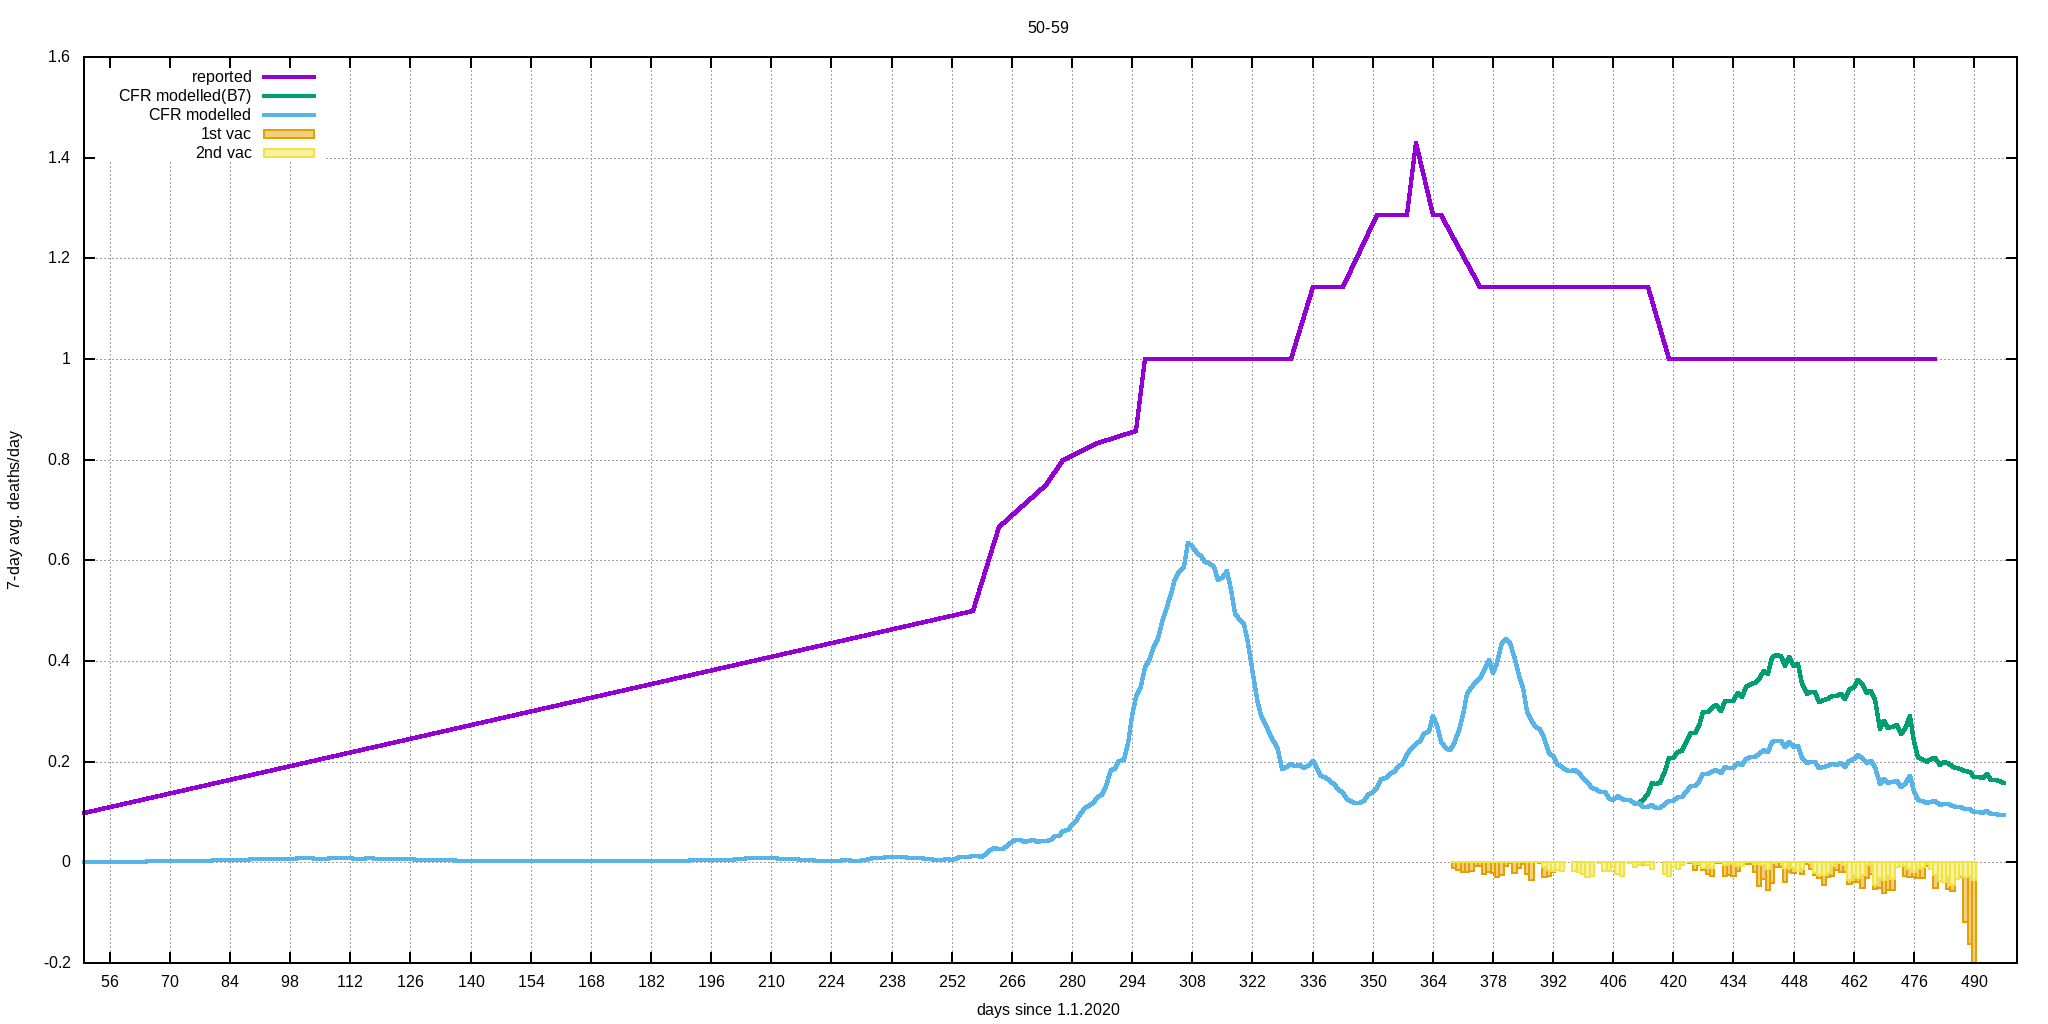 50-59
1.6
1.4
1.2
1
0.8
0.6
0.4
0.2
0
-0.2
7-day avg. deaths/day
reported
CFR modelled(B7)
CFR modelled
1st vac
2nd vac
56 70 84 98 112 126 140 154 168 182 196 210 224 238 252 266 280 294 308 322 336 350 364 378 392 406 420 434 448 462 476 490
days since 1.1.2020